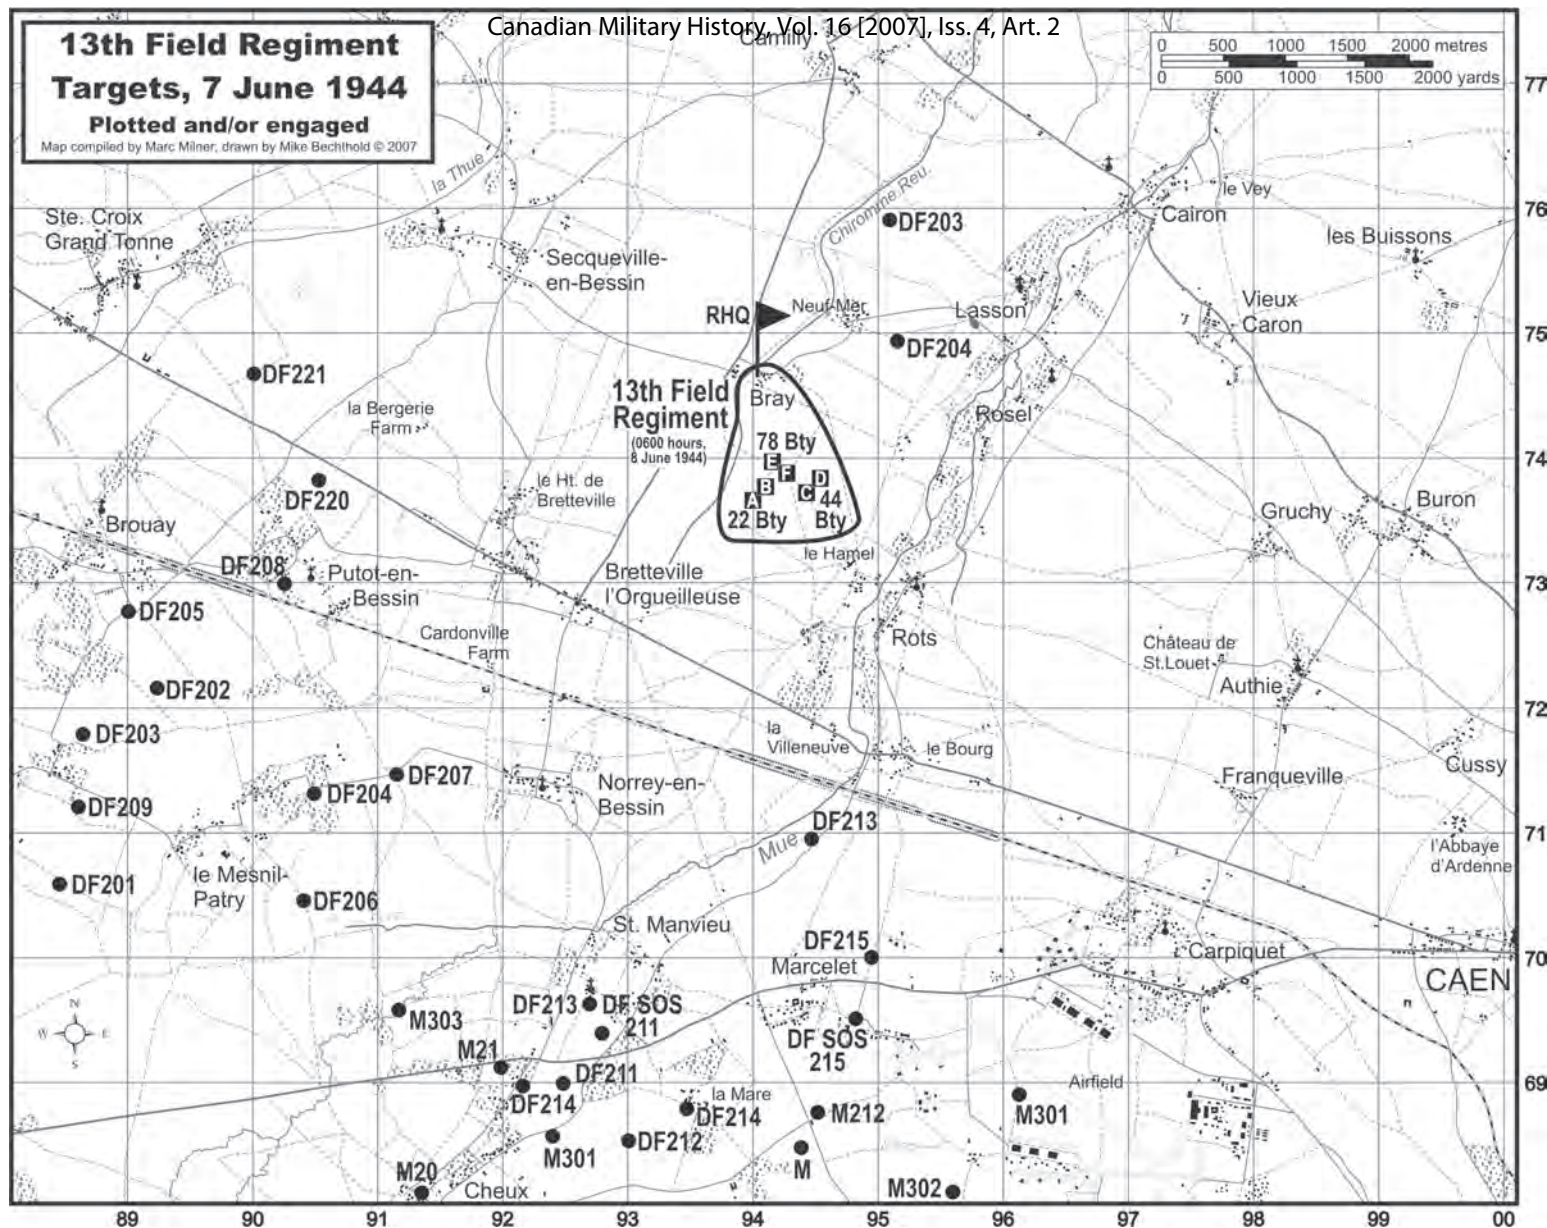 Canadian Military History, Vol. 16 [2007], Iss. 4, Art. 2
13th Field Regiment
Targets, 7 June 1944
Plotted and/or engaged
Map compiled by Marc Milner, drawn by Mike Bechthold © 2007
0 500 1000 1500 2000 metres
0 500 1000 1500 2000 yards
Camilly
77
la Thue
Chiromine Reu.
le Vey
76
Ste. Croix
Grand Tonne
DF203
Cairon
les Buissons
Secqueville-
en-Bessin
RHQ
Neuf-Mer
Lasson
Vieux
Caron
75
DF204
DF221
13th Field
Regiment
(0600 hours,
8 June 1944)
Bray
la Bergerie
Farm
Rosel
78 Bty
74
E
F
D
B
C
A
44
Bty
22 Bty
DF220
le Ht. de
Bretteville
Buron
Gruchy
Brouay
le Hamel
DF208
Putot-en-
Bessin
Bretteville
l'Orgueilleuse
73
DF205
Cardonville
Farm
Rots
Château de
St.Louet
DF202
Authie
72
DF203
la
Villeneuve
le Bourg
Cussy
DF207
Norrey-en-
Bessin
Franqueville
DF204
DF209
DF213
71
Mue
l'Abbaye
d'Ardenne
le Mesnil-
Patry
DF201
DF206
St. Manvieu
DF215
Marcelet
Carpiquet
70
CAEN
DF213
DF SOS
211
M303
DF SOS
215
N
W
E
S
M21
DF211
69
DF214
la Mare
DF214
Airfield
M212
M301
M301
DF212
M
M20
Cheux
M302
89 90 91 92 93 94 95 96 97 98 99 00